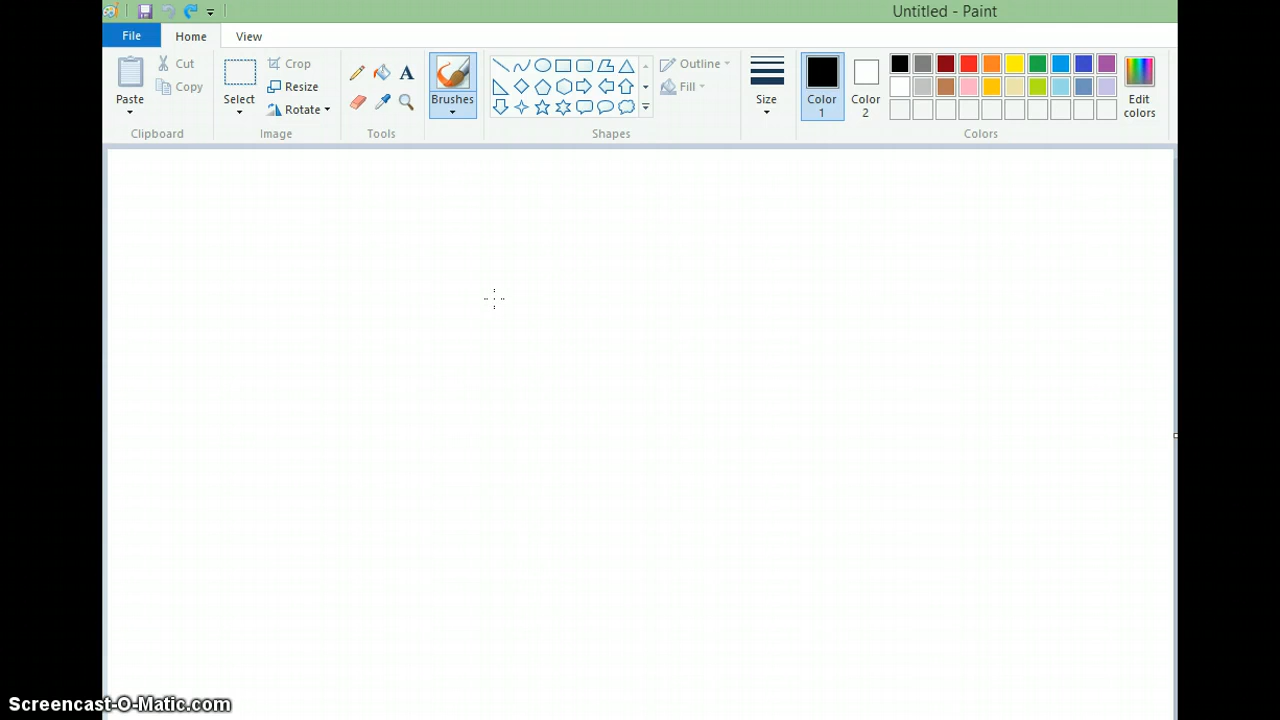 Untitled - Paint
File Home View
Paste Cut Copy Clipboard
Select Crop Resize Rotate Image
A Tools
Brushes
Outline Fill Shapes
Size
Color 1 Color 2 Edit colors Colors
Screencast-O-Matic.com